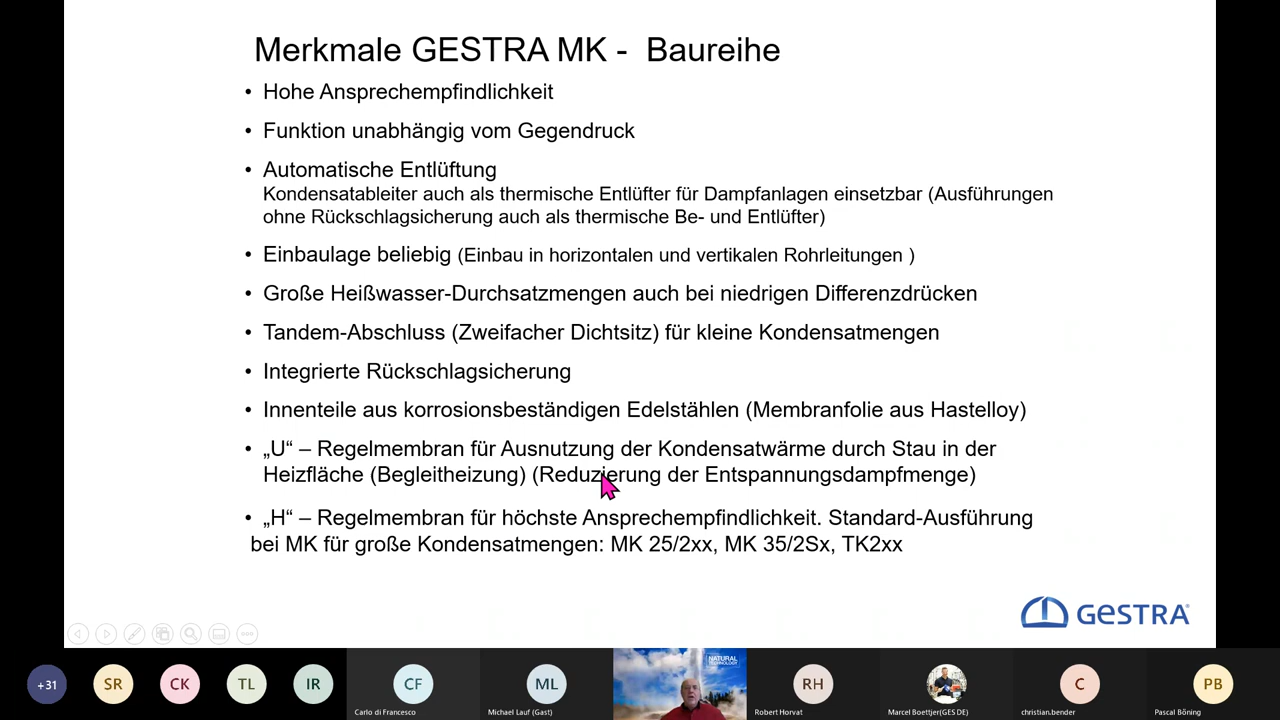 Merkmale GESTRA MK - Baureihe
• Hohe Ansprechempfindlichkeit
• Funktion unabhängig vom Gegendruck
• Automatische Entlüftung
Kondensatableiter auch als thermische Entlüfter für Dampfanlagen einsetzbar (Ausführungen
ohne Rückschlagsicherung auch als thermische Be- und Entlüfter)
• Einbaulage beliebig (Einbau in horizontalen und vertikalen Rohrleitungen )
• Große Heißwasser-Durchsatzmengen auch bei niedrigen Differenzdrücken
• Tandem-Abschluss (Zweifacher Dichtsitz) für kleine Kondensatmengen
• Integrierte Rückschlagsicherung
• Innenteile aus korrosionsbeständigen Edelstählen (Membranfolie aus Hastelloy)
• „U“ – Regelmembran für Ausnutzung der Kondensatwärme durch Stau in der
Heizfläche (Begleitheizung) (Reduzierung der Entspannungsdampfmenge)
• „H“ – Regelmembran für höchste Ansprechempfindlichkeit. Standard-Ausführung
bei MK für große Kondensatmengen: MK 25/2xx, MK 35/2Sx, TK2xx
GESTRA
+31 SR CK TL IR CF ML RH C PB
NATURAL
TECHNOLOGY
Carlo di Francesco Michael Lauf (Gast) Robert Horvat Marcel Boettjer(GES DE) christian.bender Pascal Böning